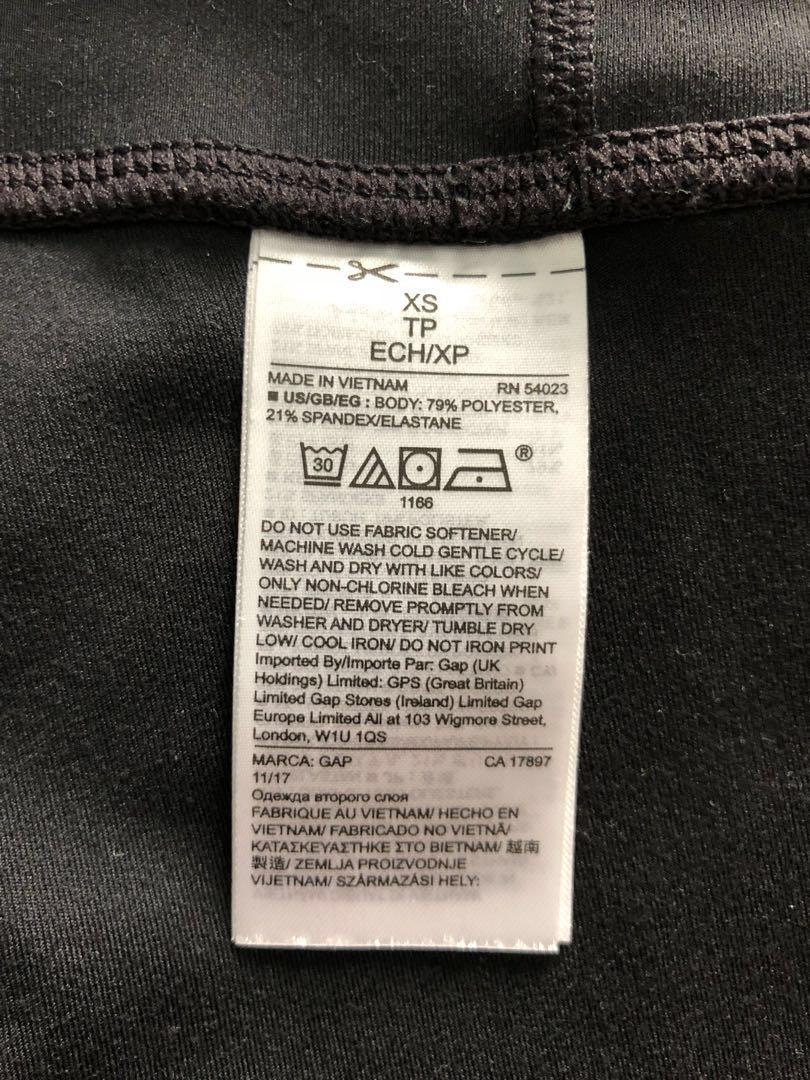 XS
TP
ECH/XP
MADE IN VIETNAM RN 54023
■ US/GB/EG : BODY: 79% POLYESTER,
21% SPANDEX/ELASTANE
30 ®
1166
DO NOT USE FABRIC SOFTENER/
MACHINE WASH COLD GENTLE CYCLE/
WASH AND DRY WITH LIKE COLORS/
ONLY NON-CHLORINE BLEACH WHEN
NEEDED/ REMOVE PROMPTLY FROM
WASHER AND DRYER/ TUMBLE DRY
LOW/ COOL IRON/ DO NOT IRON PRINT
Imported By/Importe Par: Gap (UK
Holdings) Limited: GPS (Great Britain)
Limited Gap Stores (Ireland) Limited Gap
Europe Limited All at 103 Wigmore Street,
London, W1U 1QS
MARCA: GAP CA 17897
11/17
Одежда второго слоя
FABRIQUE AU VIETNAM/ HECHO EN
VIETNAM/ FABRICADO NO VIETNÃ/
ΚΑΤΑΣΚΕΥΑΣΤΗΚΕ ΣΤΟ ΒΙΕΤΝΑΜ/ 越南
製造/ ZEMLJA PROIZVODNJE
VIJETNAM/ SZÁRMAZÁSI HELY: